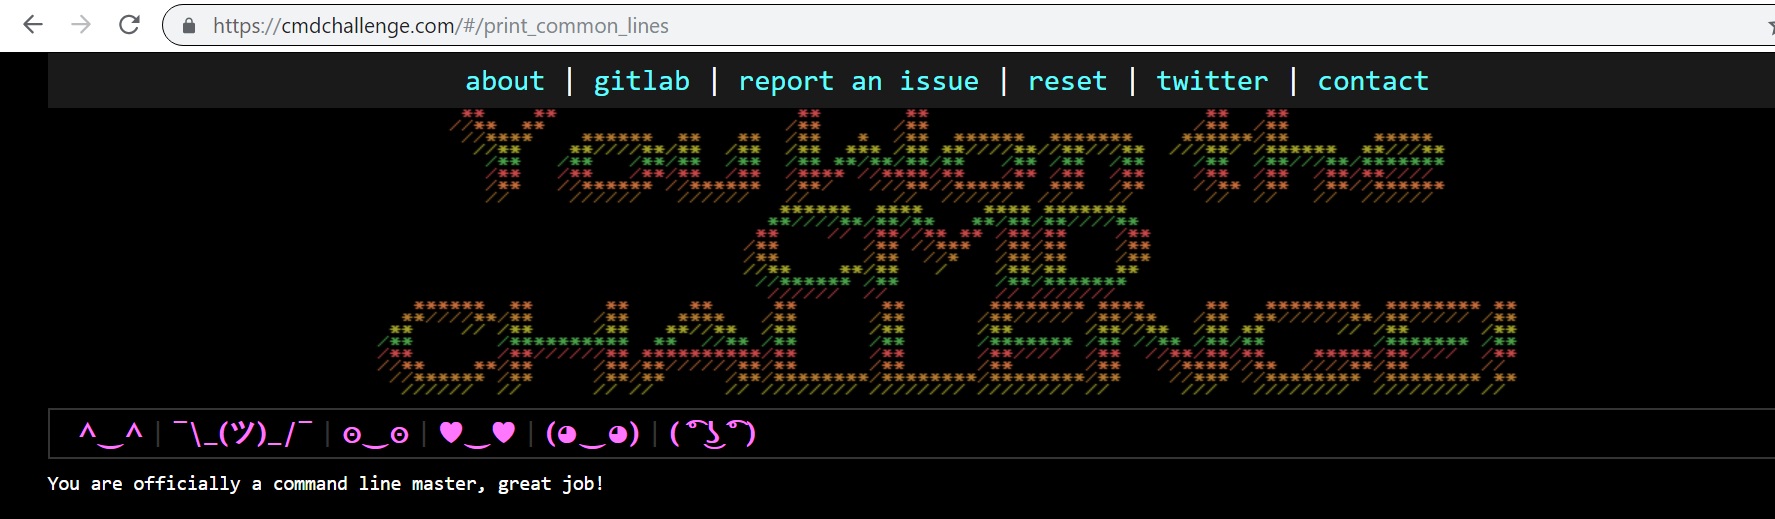 https://cmdchallenge.com/#/print_common_lines
about | gitlab | report an issue | reset | twitter | contact
You Won the
CMD
CHALLENGE!
^‿^ | ¯\_(ツ)_/¯ | ʘ‿ʘ | ♥‿♥ | (◕‿◕) | ( ͡° ͜ʖ ͡°)
You are officially a command line master, great job!